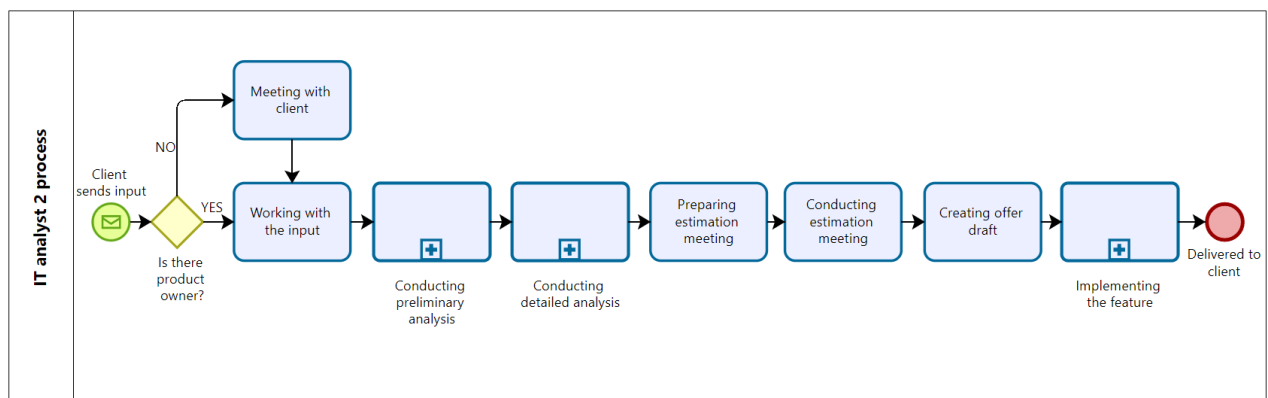 IT analyst 2 process
Client
sends input
Is there
product
owner?
NO
YES
Meeting with
client
Working with
the input
Conducting
preliminary
analysis
Conducting
detailed analysis
Preparing
estimation
meeting
Conducting
estimation
meeting
Creating offer
draft
Implementing
the feature
Delivered to
client